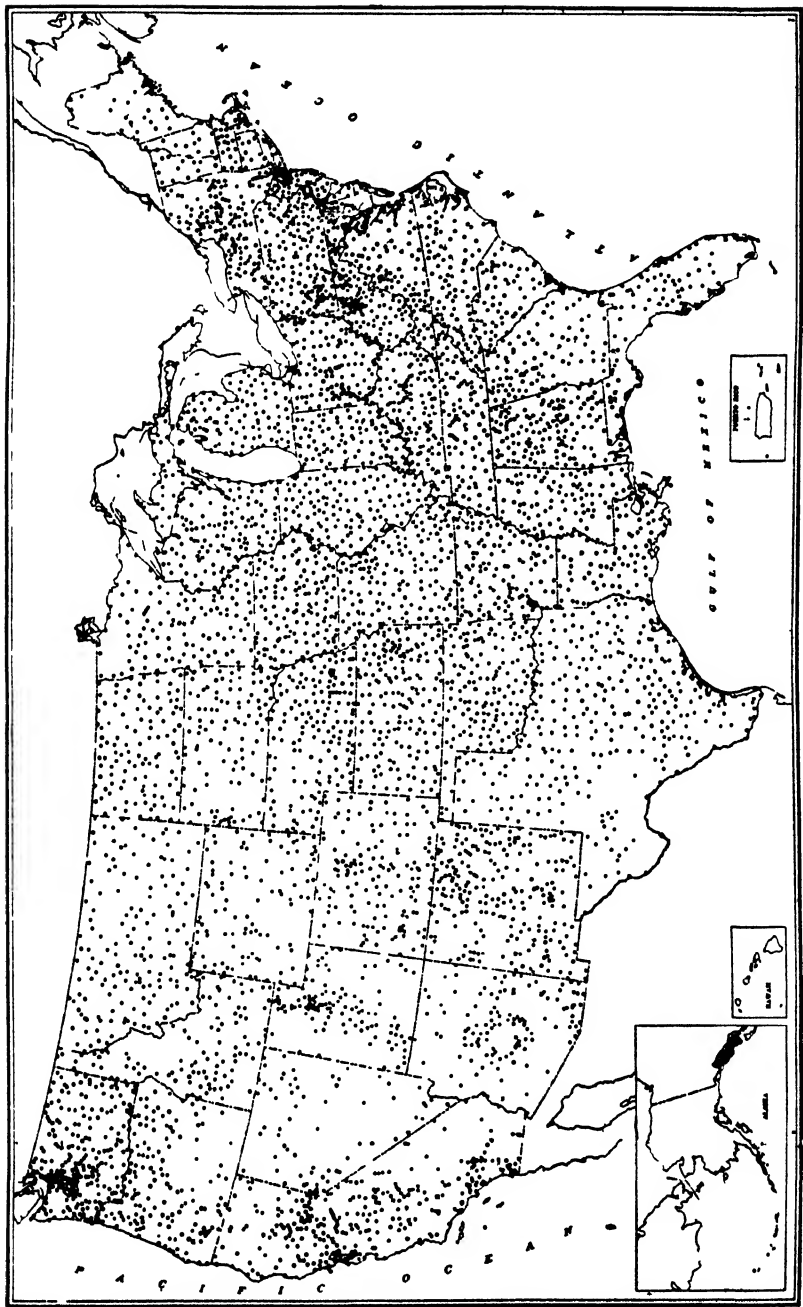 ATLANTIC OCEAN
GULF OF MEXICO
PACIFIC OCEAN
PUERTO RICO
HAWAII
ALASKA